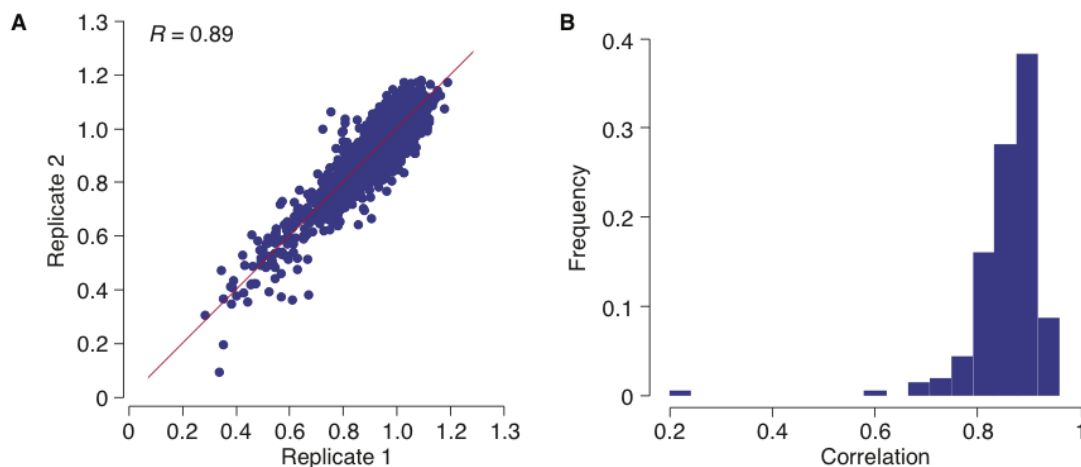 A
R = 0.89
1.3
1.2
1.0
0.8
0.6
0.4
0.2
0
Replicate 2
0 0.2 0.4 0.6 0.8 1.0 1.2 1.3
Replicate 1
B
0.4
0.3
0.2
0.1
0
Frequency
0.2 0.4 0.6 0.8 1
Correlation